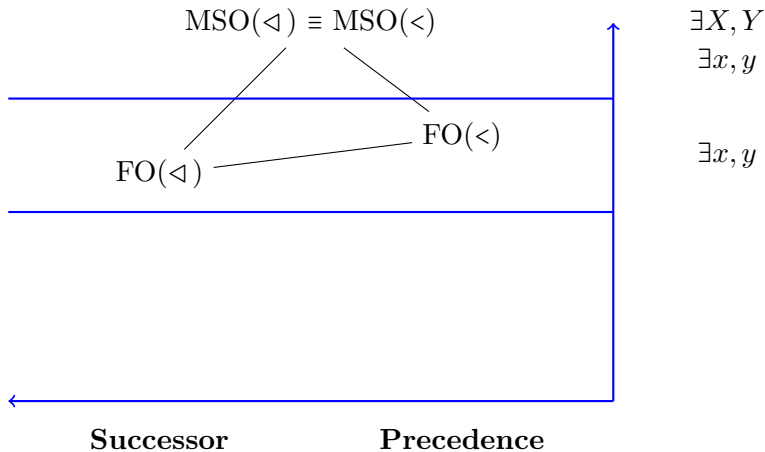 MSO(◁) ≡ MSO(<) ∃X, Y
∃x, y
FO(<)
∃x, y
FO(◁)
Successor Precedence